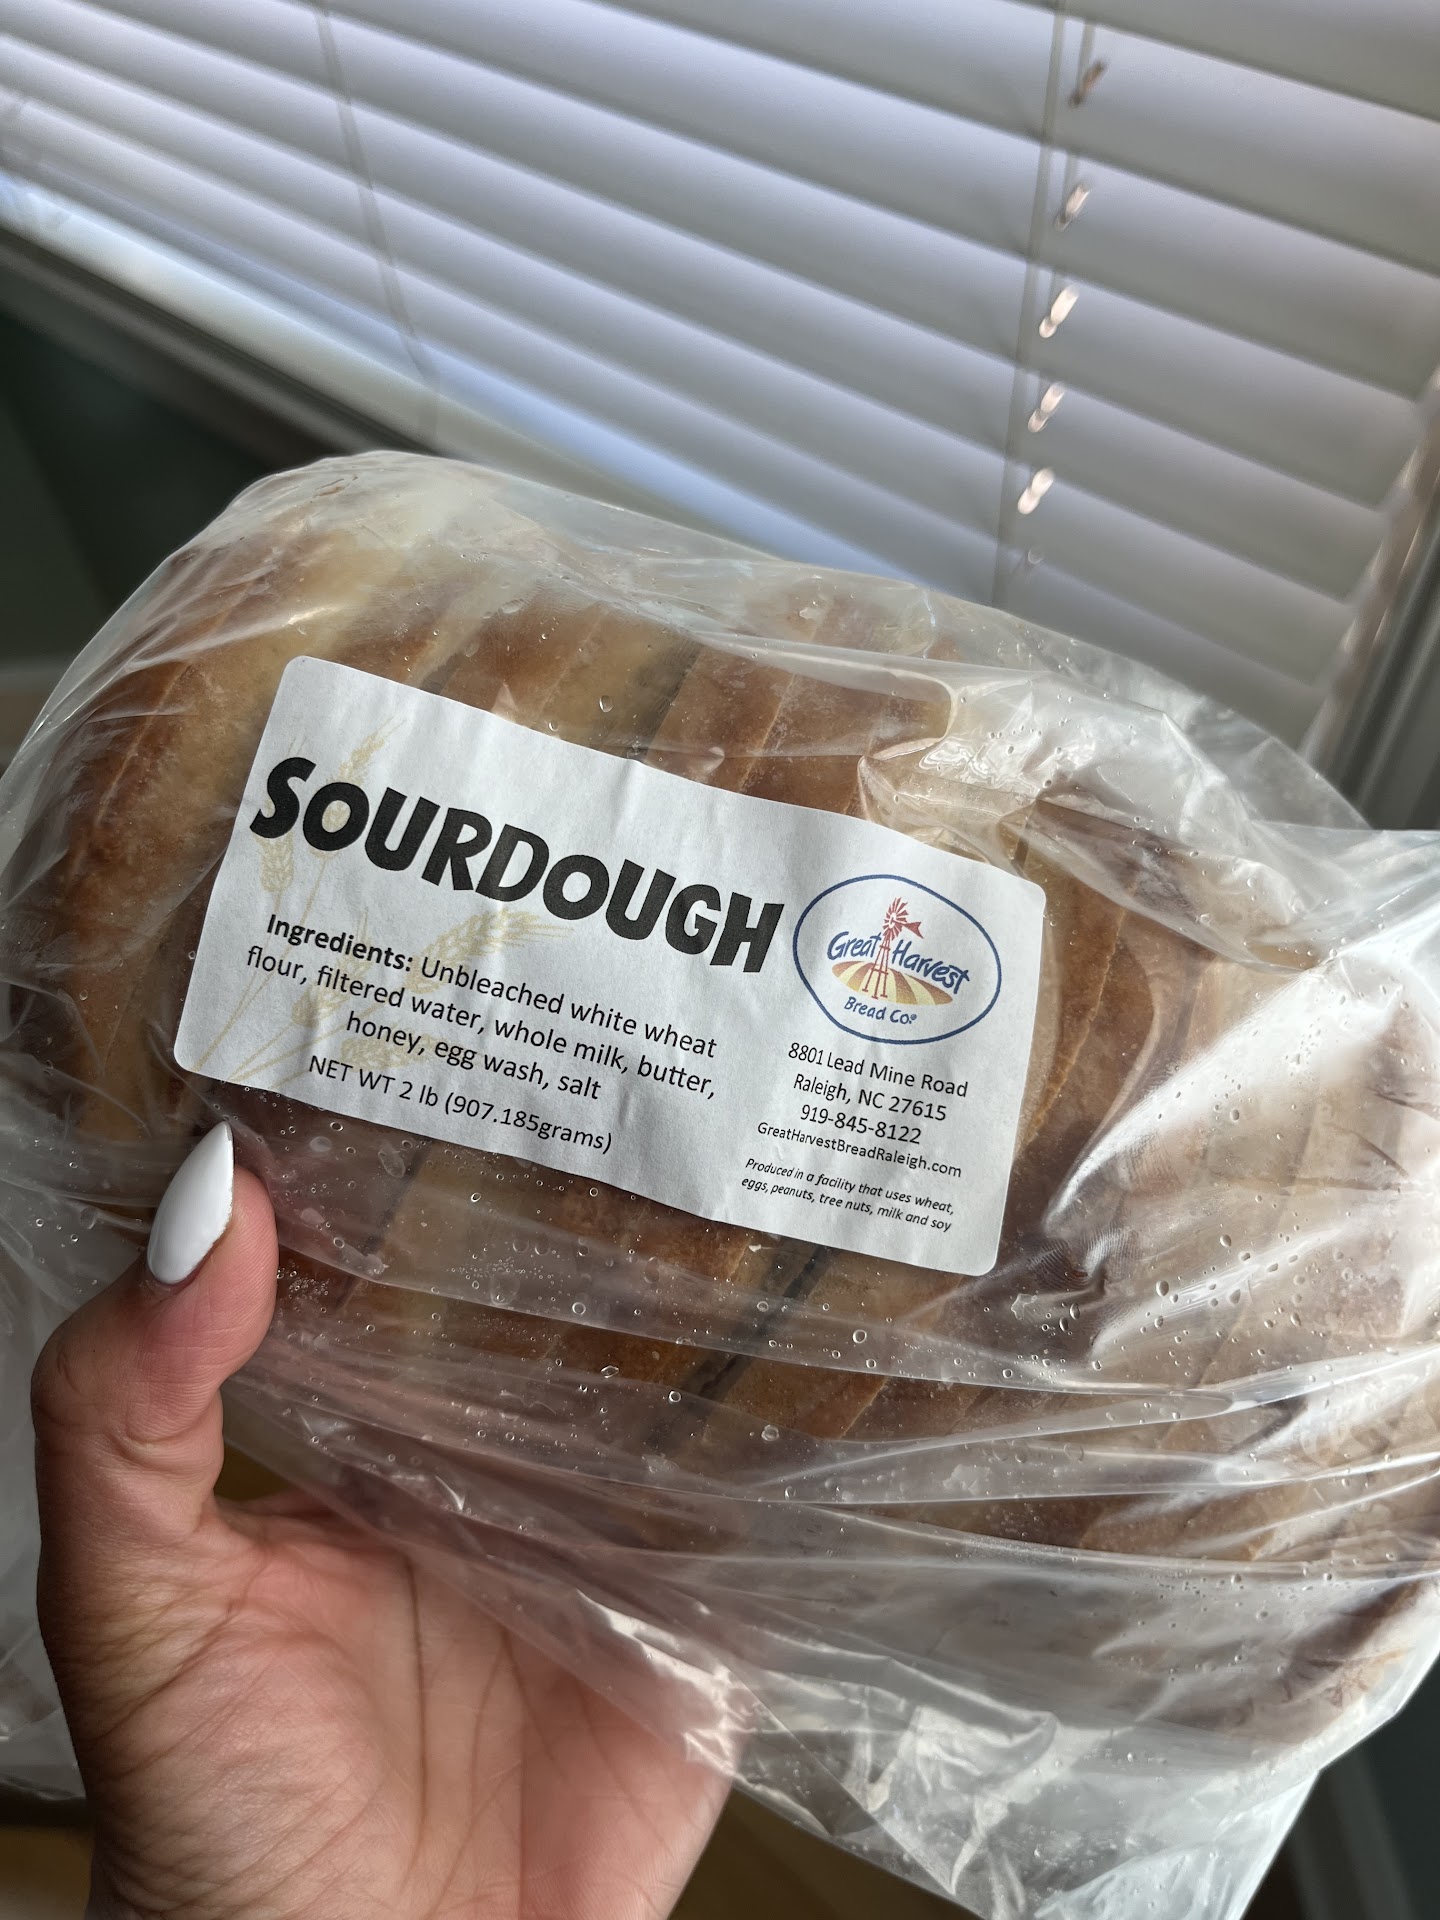 SOURDOUGH
Ingredients: Unbleached white wheat
flour, filtered water, whole milk, butter,
honey, egg wash, salt
NET WT 2 lb (907.185grams)
Great Harvest
Bread Co.®
8801 Lead Mine Road
Raleigh, NC 27615
919-845-8122
GreatHarvestBreadRaleigh.com
Produced in a facility that uses wheat,
eggs, peanuts, tree nuts, milk and soy